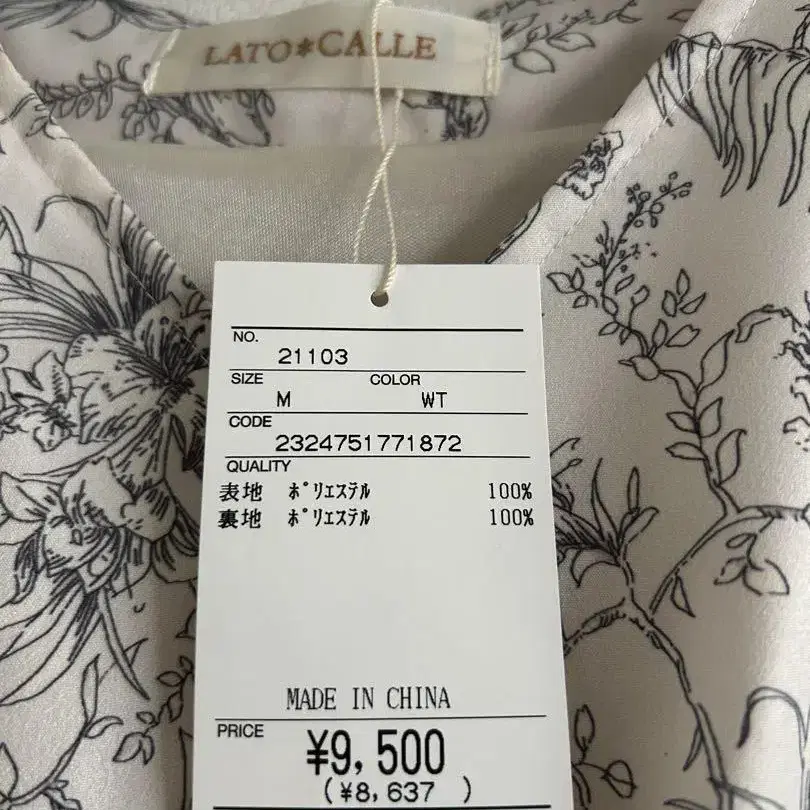 LATO*CALLE
NO.
21103
SIZE COLOR
M WT
CODE
2324751771872
QUALITY
表地 ﾎﾟﾘｴｽﾃﾙ 100%
裏地 ﾎﾟﾘｴｽﾃﾙ 100%
MADE IN CHINA
PRICE
¥9,500
(¥8,637 )